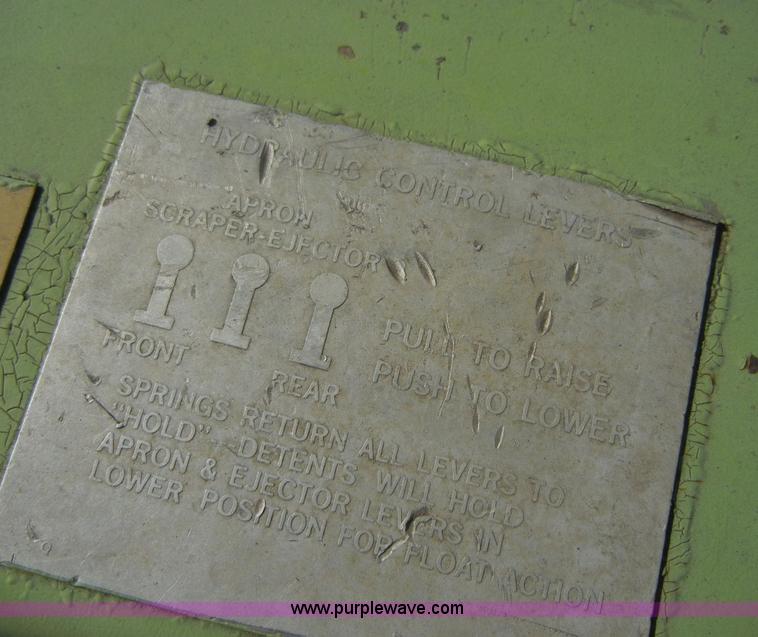 HYDRAULIC CONTROL LEVERS
APRON
SCRAPER-EJECTOR
PULL TO RAISE
PUSH TO LOWER
FRONT
REAR
SPRINGS RETURN ALL LEVERS TO
"HOLD" DETENTS WILL HOLD
APRON & EJECTOR LEVERS IN
LOWER POSITION FOR FLOAT ACTION
www.purplewave.com